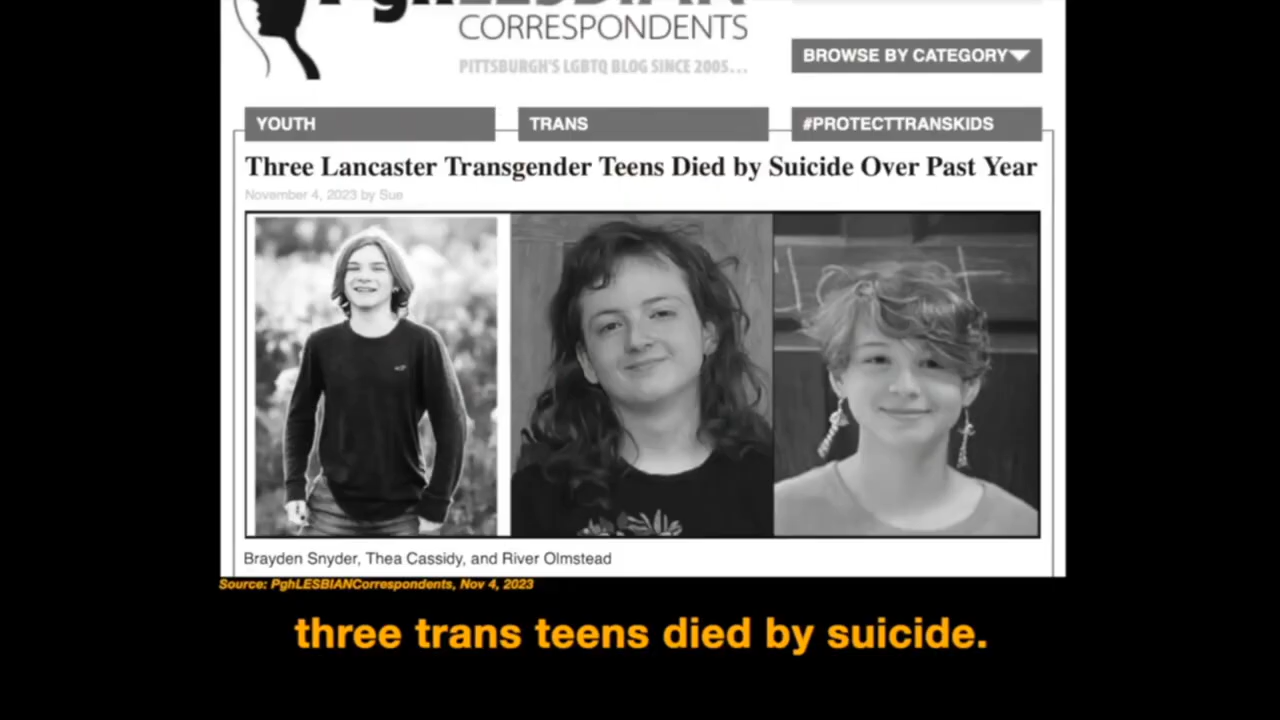 CORRESPONDENTS
PITTSBURGH'S LGBTQ BLOG SINCE 2005...
BROWSE BY CATEGORY
YOUTH
TRANS
#PROTECTTRANSKIDS
Three Lancaster Transgender Teens Died by Suicide Over Past Year
November 4, 2023 by Sue
Brayden Snyder, Thea Cassidy, and River Olmstead
Source: PghLESBIANCorrespondents, Nov 4, 2023
three trans teens died by suicide.